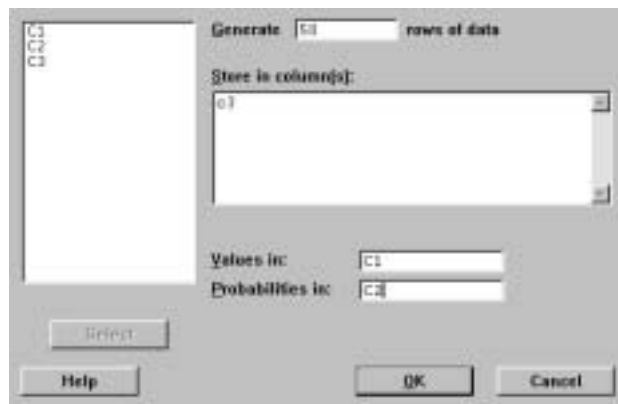 C1
C2
C3
Generate 50 rows of data
Store in column(s):
c3
Values in: C1
Probabilities in: C2
Select
Help
OK
Cancel